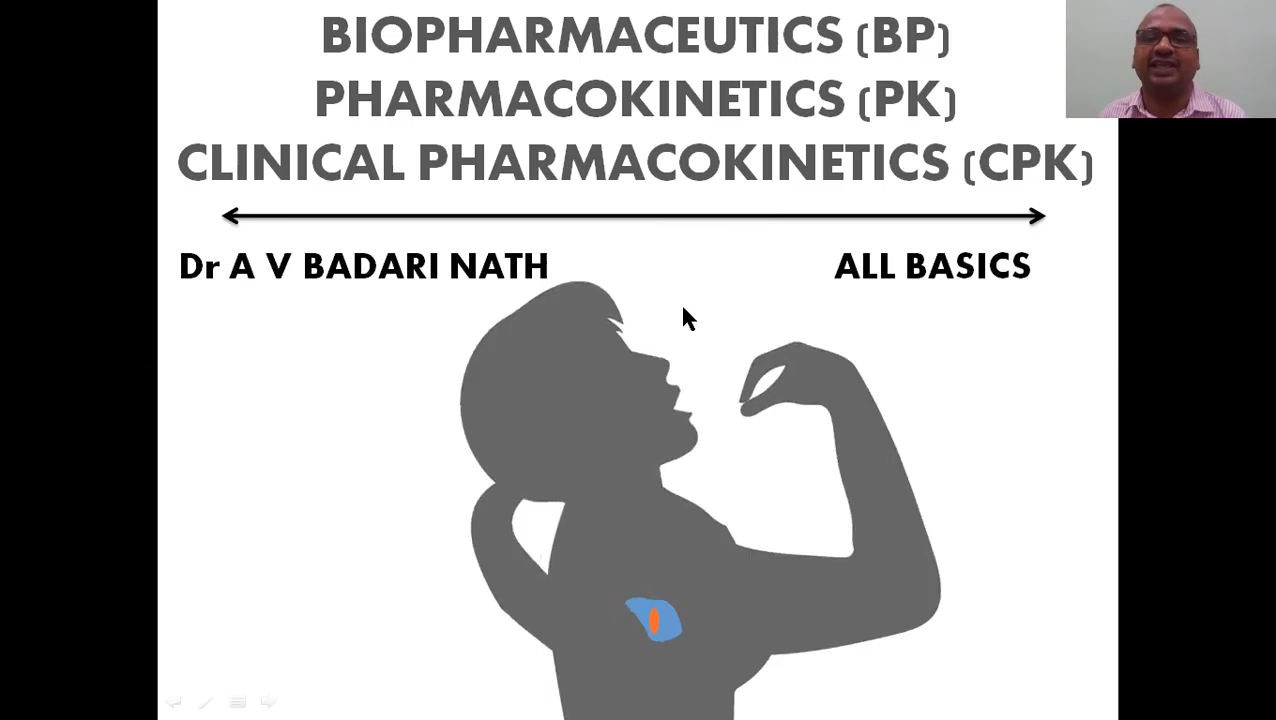 BIOPHARMACEUTICS (BP)
PHARMACOKINETICS (PK)
CLINICAL PHARMACOKINETICS (CPK)
Dr A V BADARI NATH
ALL BASICS